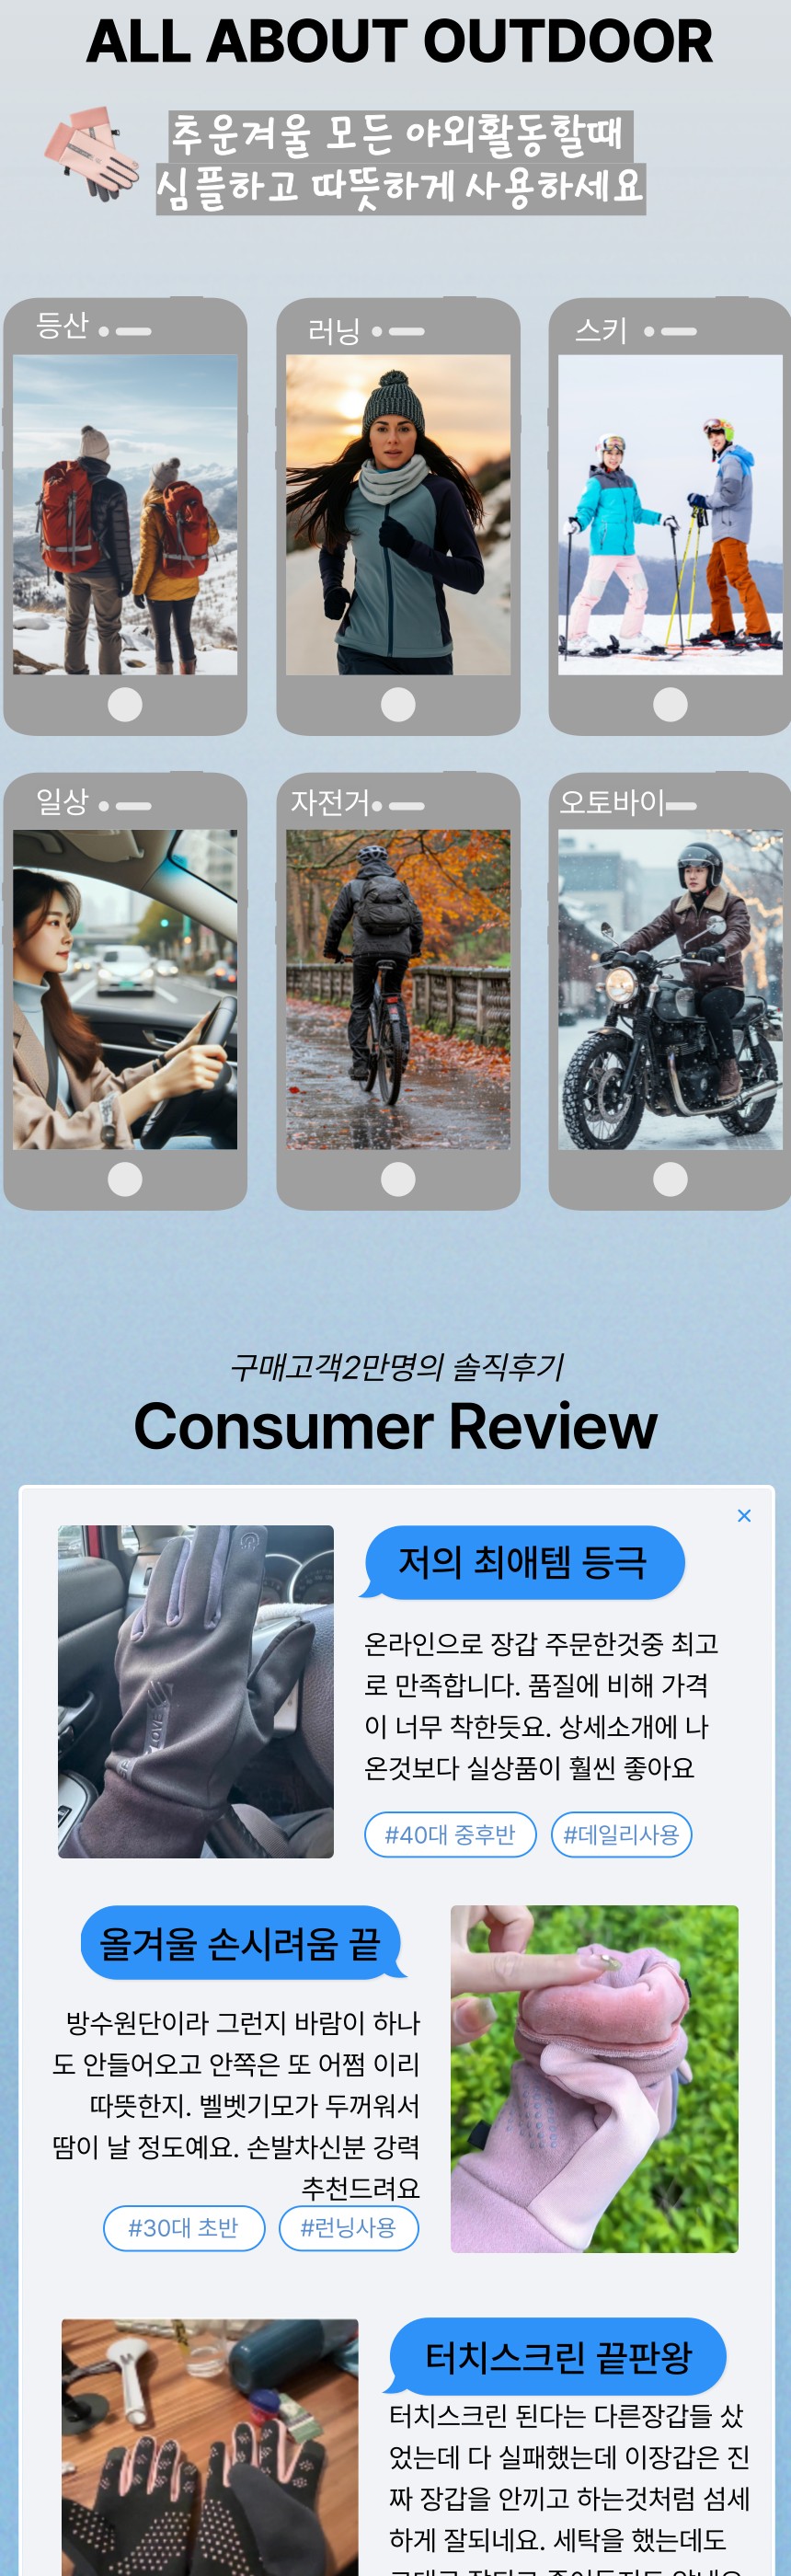 ALL ABOUT OUTDOOR
추운겨울 모든 야외활동할때
심플하고 따뜻하게 사용하세요
등산
러닝
스키
일상
자전거
오토바이
구매고객2만명의 솔직후기
Consumer Review
×
저의 최애템 등극
온라인으로 장갑 주문한것중 최고
로 만족합니다. 품질에 비해 가격
이 너무 착한듯요. 상세소개에 나
온것보다 실상품이 훨씬 좋아요
#40대 중후반
#데일리사용
올겨울 손시려움 끝
방수원단이라 그런지 바람이 하나
도 안들어오고 안쪽은 또 어쩜 이리
따뜻한지. 벨벳기모가 두꺼워서
땀이 날 정도예요. 손발차신분 강력
추천드려요
#30대 초반
#런닝사용
터치스크린 끝판왕
터치스크린 된다는 다른장갑들 샀
었는데 다 실패했는데 이장갑은 진
짜 장갑을 안끼고 하는것처럼 섬세
하게 잘되네요. 세탁을 했는데도